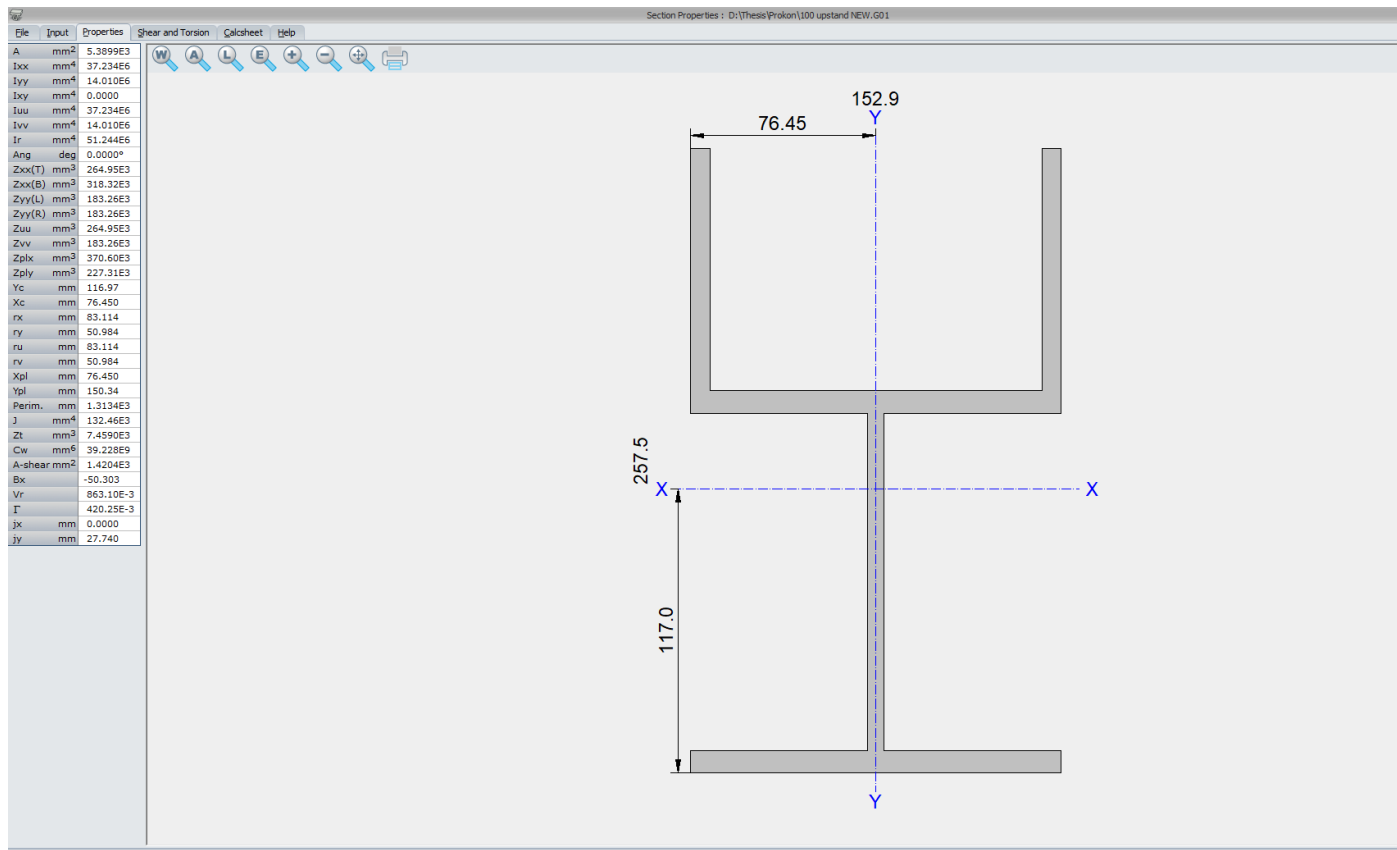 Section Properties : D:\Thesis\Prokon\100 upstand NEW.G01
File Input Properties Shear and Torsion Calcsheet Help
A mm2 5.3899E3
Ixx mm4 37.234E6
Iyy mm4 14.010E6
Ixy mm4 0.0000
Iuu mm4 37.234E6
Ivv mm4 14.010E6
Ir mm4 51.244E6
Ang deg 0.0000°
Zxx(T) mm3 264.95E3
Zxx(B) mm3 318.32E3
Zyy(L) mm3 183.26E3
Zyy(R) mm3 183.26E3
Zuu mm3 264.95E3
Zvv mm3 183.26E3
Zplx mm3 370.60E3
Zply mm3 227.31E3
Yc mm 116.97
Xc mm 76.450
rx mm 83.114
ry mm 50.984
ru mm 83.114
rv mm 50.984
Xpl mm 76.450
Ypl mm 150.34
Perim. mm 1.3134E3
J mm4 132.46E3
Zt mm3 7.4590E3
Cw mm6 39.228E9
A-shear mm2 1.4204E3
Bx -50.303
Vr 863.10E-3
Γ 420.25E-3
jx mm 0.0000
jy mm 27.740
W A L E
152.9
Y
76.45
257.5
X X
117.0
Y